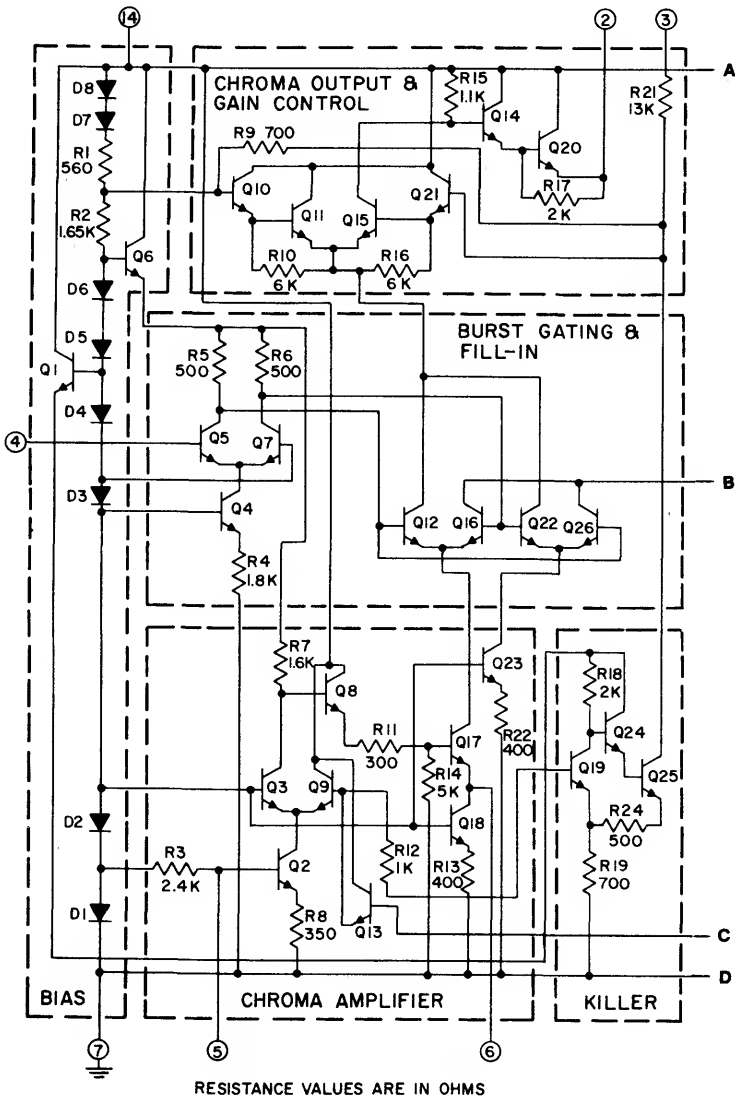 14
2
3
A
D8
D7
R1
560
R2
1.65K
Q6
D6
D5
Q1
D4
D3
D2
D1
BIAS
7
CHROMA OUTPUT &
GAIN CONTROL
R15
1.1K
Q14
R21
13K
R9 700
Q20
R17
2K
Q10
Q11
Q15
Q21
R10
6K
R16
6K
BURST GATING &
FILL-IN
R5
500
R6
500
4
Q5
Q7
Q4
R4
1.8K
Q12
Q16
Q22
Q26
B
R7
1.6K
Q8
Q23
R11
300
R22
400
Q17
R14
5K
Q3
Q9
Q18
R12
1K
R13
400
R3
2.4K
Q2
R8
350
Q13
CHROMA AMPLIFIER
R18
2K
Q24
Q19
Q25
R24
500
R19
700
C
D
KILLER
5
6
RESISTANCE VALUES ARE IN OHMS